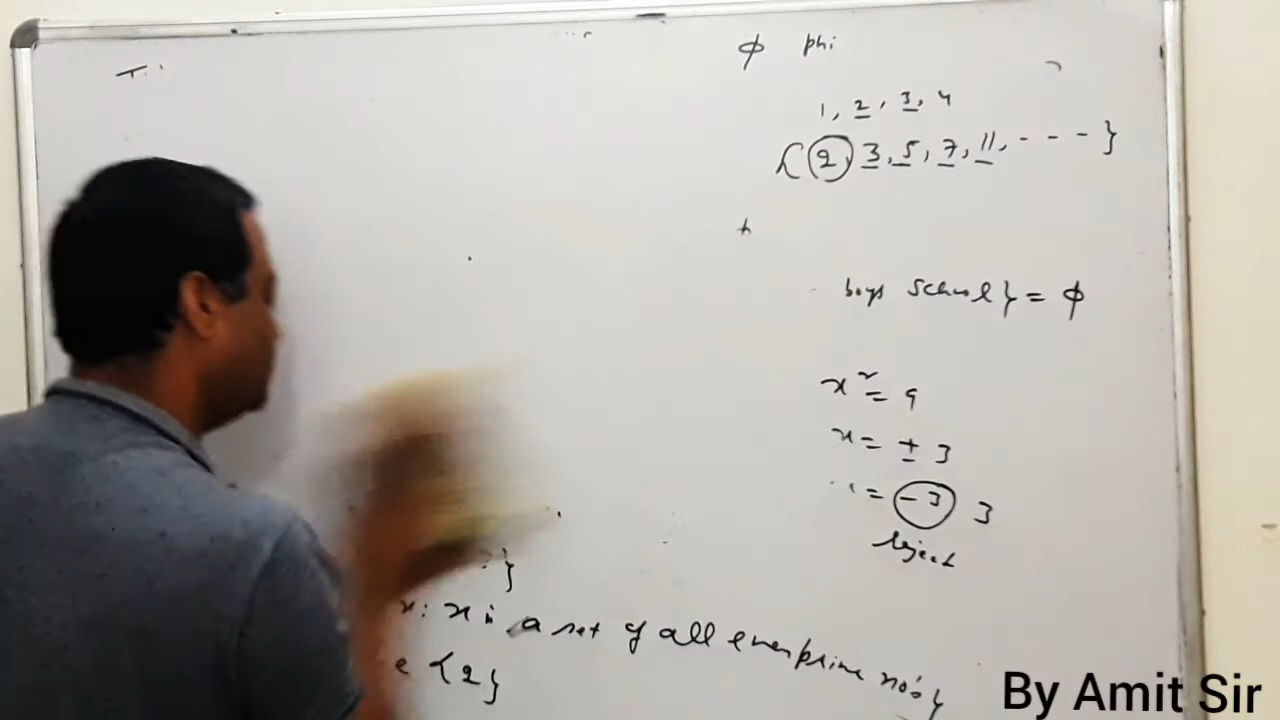 ϕ phi
1, 2, 3, 4
{2, 3, 5, 7, 11, - - - }
boys School} = ϕ
x² = 9
x = ± 3
= -3 3
reject
}
x: x is a set of all even prime no's}
{2}
By Amit Sir